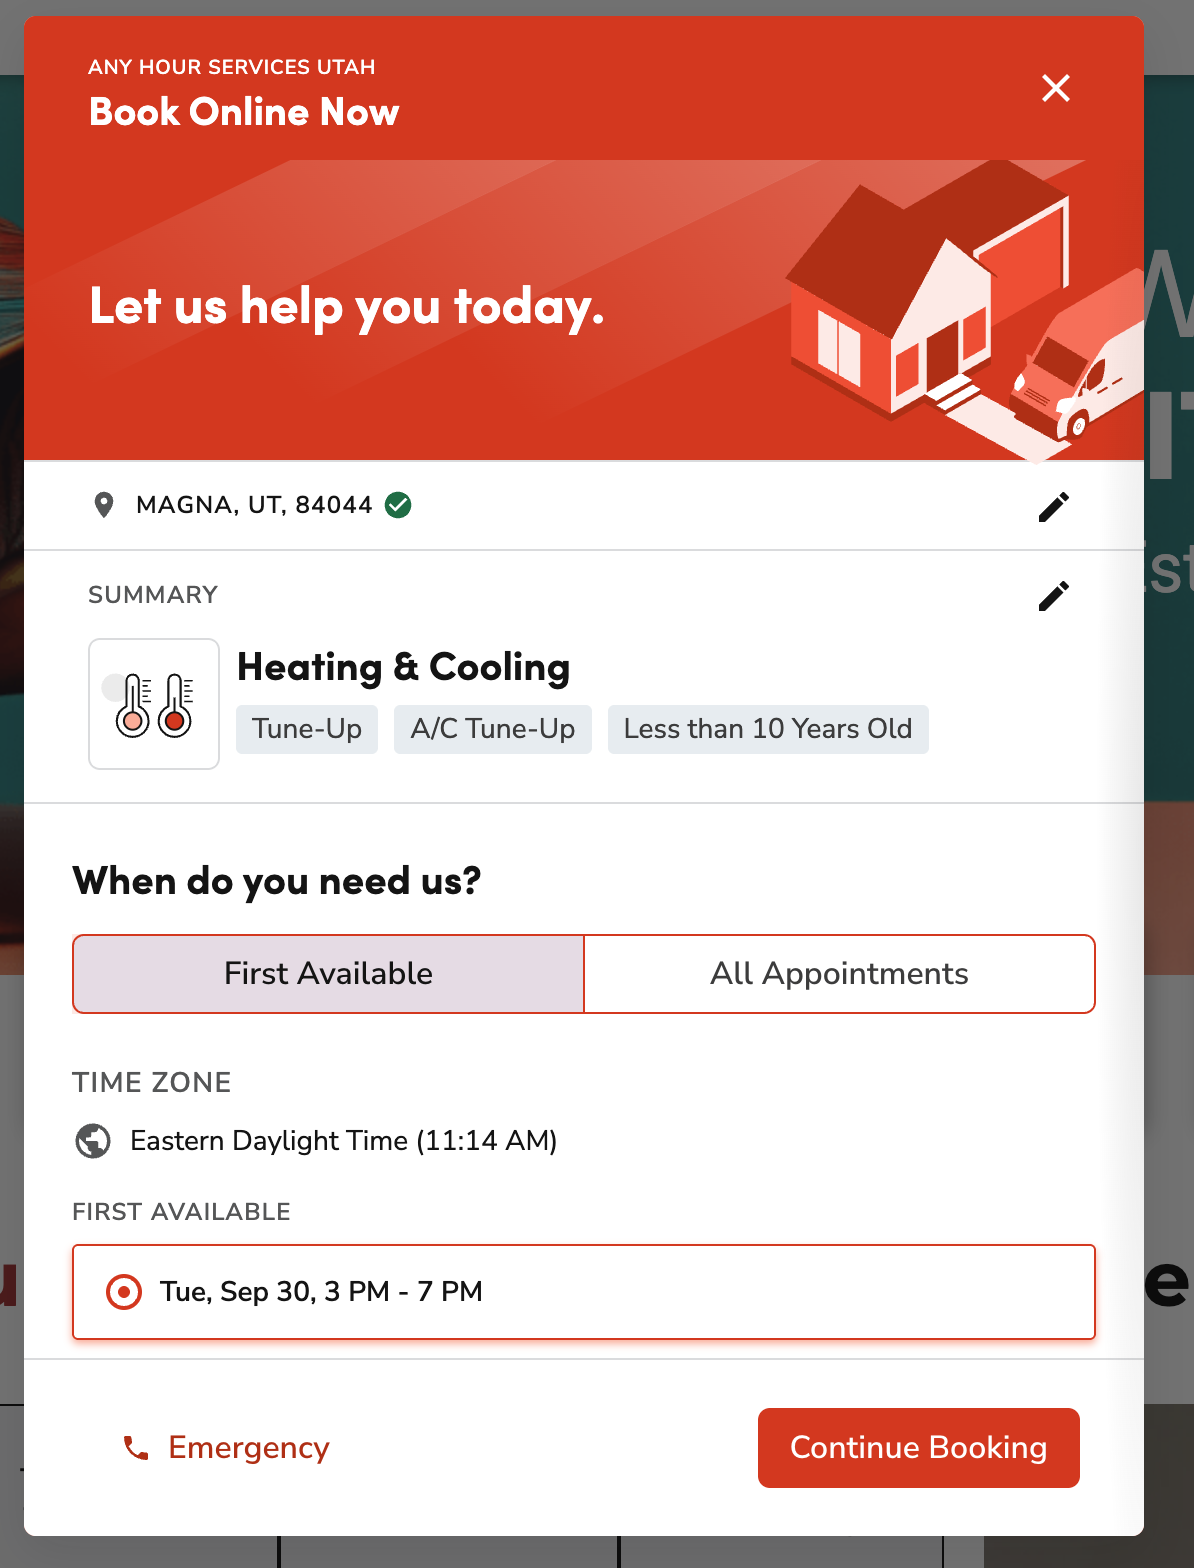 ANY HOUR SERVICES UTAH
Book Online Now
Let us help you today.
MAGNA, UT, 84044
SUMMARY
Heating & Cooling
Tune-Up
A/C Tune-Up
Less than 10 Years Old
When do you need us?
First Available
All Appointments
TIME ZONE
Eastern Daylight Time (11:14 AM)
FIRST AVAILABLE
Tue, Sep 30, 3 PM - 7 PM
Emergency
Continue Booking